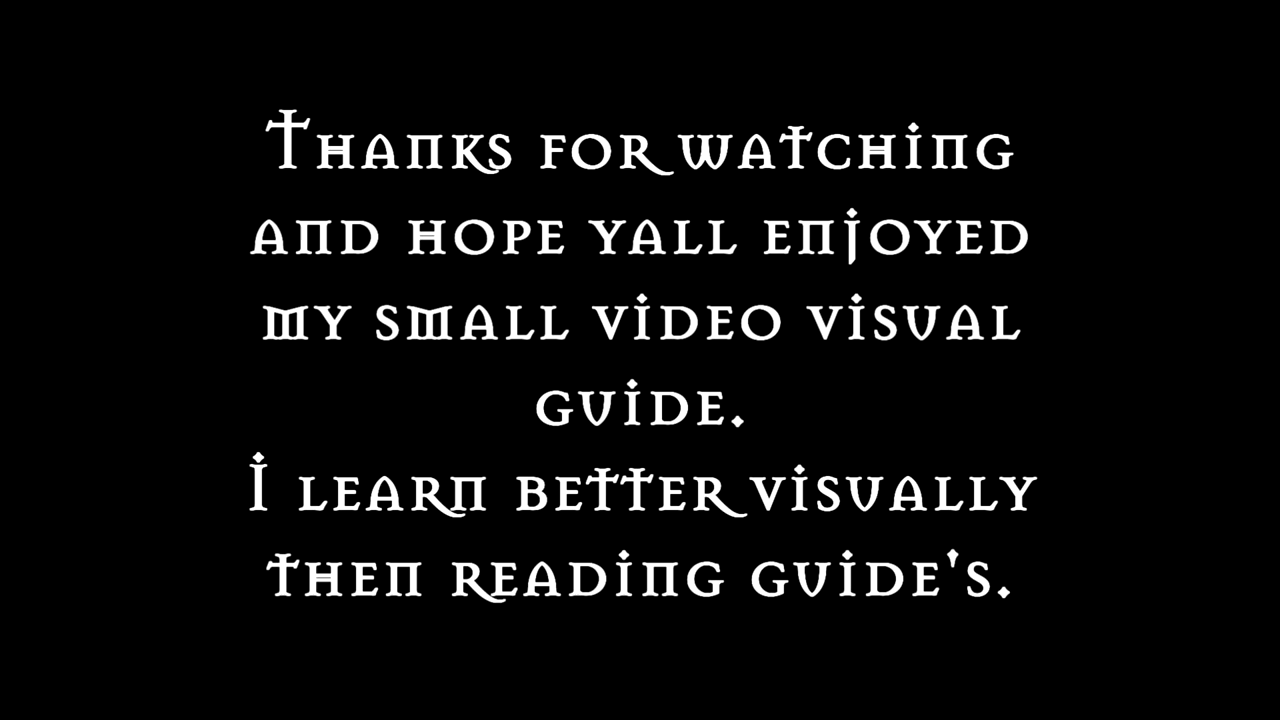 Thanks for watching
and hope yall enjoyed
my small video visual
guide.
I learn better visually
then reading guide's.